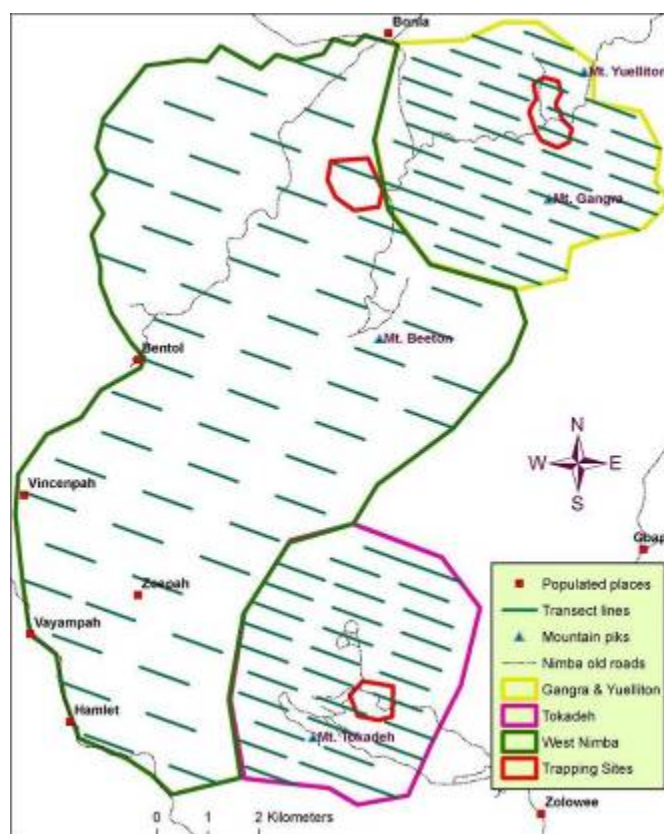 Bonla
Mt. Yuelliton
Mt. Gangra
Mt. Beeton
Bentol
N
W E
S
Vincenpah
Gbap
Zoapah
Vayampah
Hamlet
Mt. Tokadeh
Zolowee
0 1 2 Kilometers
Populated places
Transect lines
Mountain piks
Nimba old roads
Gangra & Yuelliton
Tokadeh
West Nimba
Trapping Sites